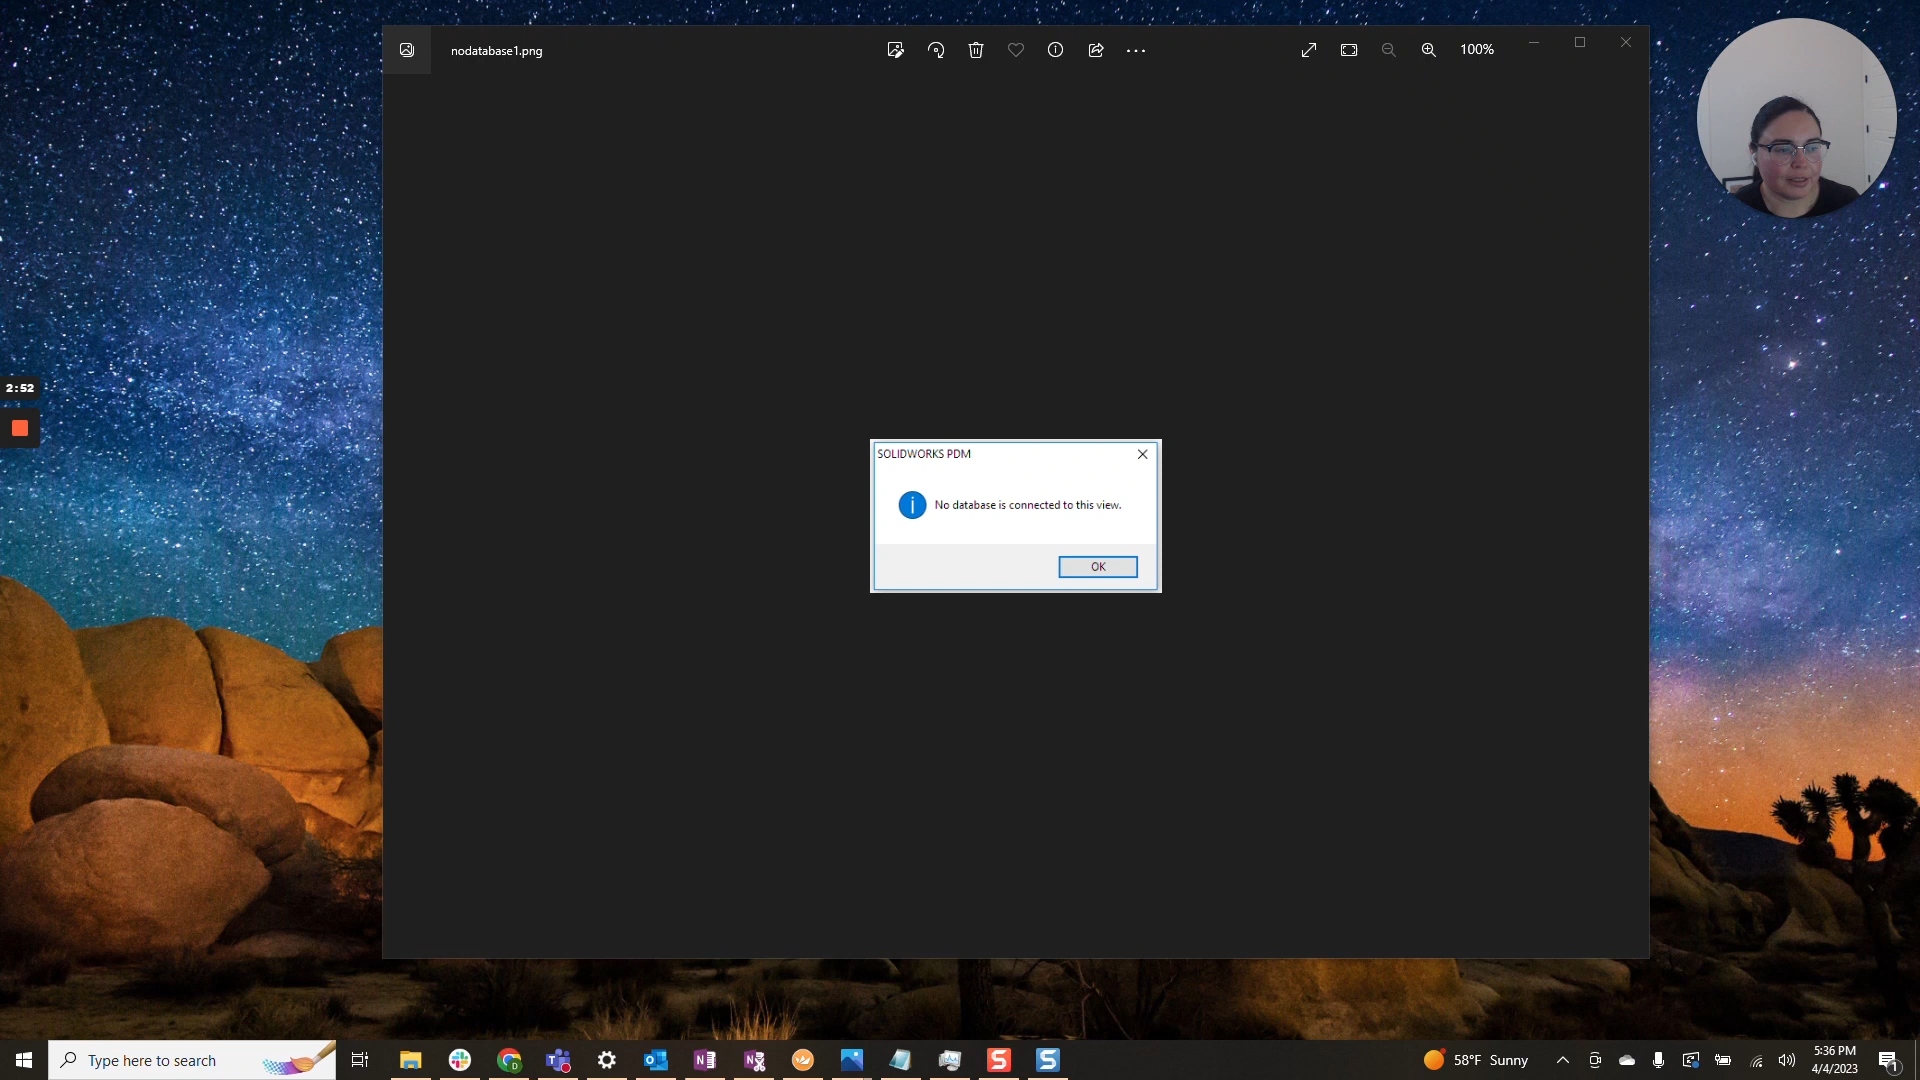 nodatabase1.png
100%
2:52
SOLIDWORKS PDM
No database is connected to this view.
OK
Type here to search
58°F Sunny
5:36 PM
4/4/2023
1